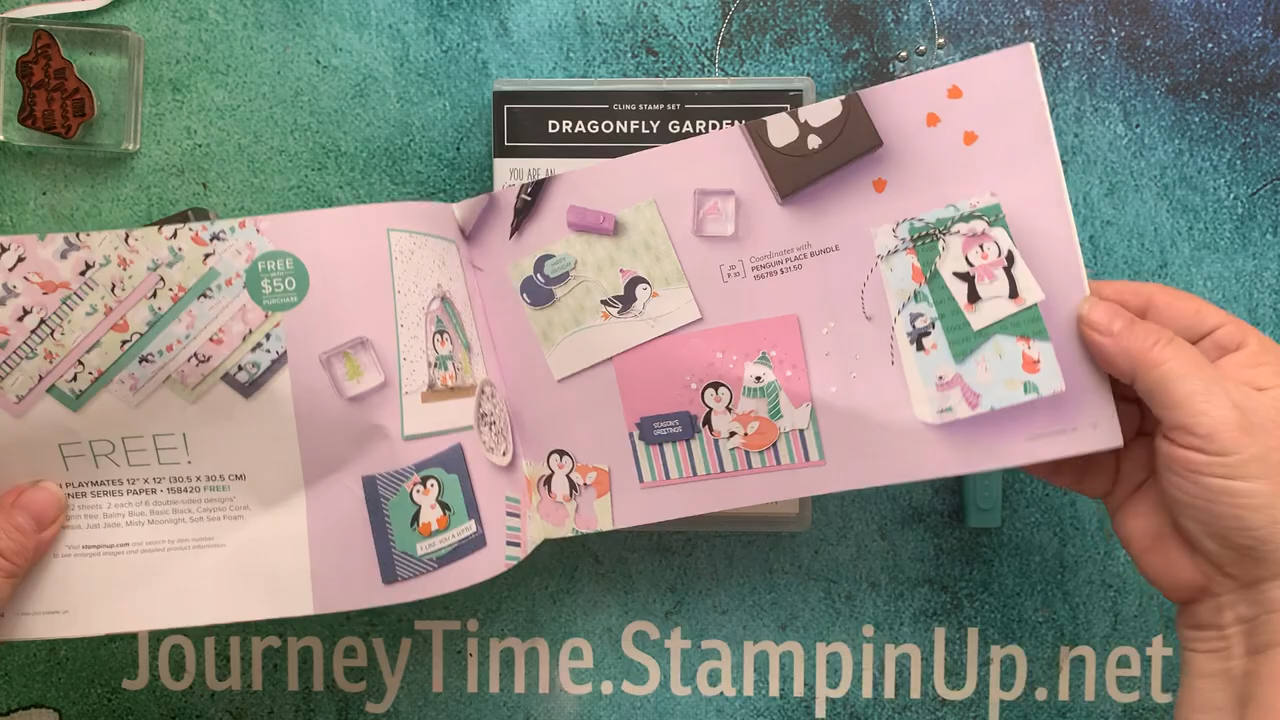 CLING STAMP SET
DRAGONFLY GARDEN
YOU ARE AN
FREE
WITH
$50
PURCHASE
FREE!
PLAYMATES 12" X 12" (30.5 X 30.5 CM)
NER SERIES PAPER • 158420 FREE!
2 sheets: 2 each of 6 double-sided designs*
free. Balmy Blue, Basic Black, Calypso Coral,
Just Jade, Misty Moonlight, Soft Sea Foam
*Visit stampinup.com and search by item number
to see enlarged images and detailed product information.
I LIKE YOU A LOTTLE
Coordinates with
PENGUIN PLACE BUNDLE
156789 $31.50
JD
P. 33
SEASON'S
GREETINGS
JourneyTime.StampinUp.net